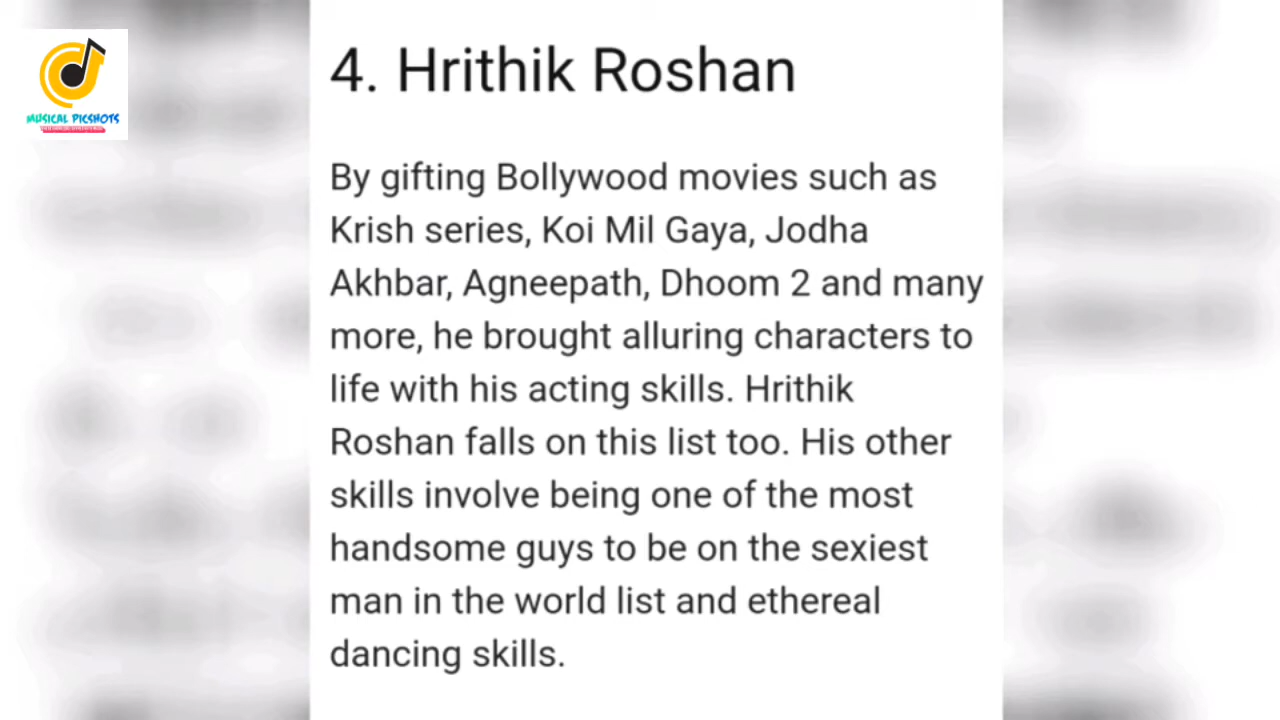 MUSICAL PICSHOTS
4. Hrithik Roshan
By gifting Bollywood movies such as
Krish series, Koi Mil Gaya, Jodha
Akhbar, Agneepath, Dhoom 2 and many
more, he brought alluring characters to
life with his acting skills. Hrithik
Roshan falls on this list too. His other
skills involve being one of the most
handsome guys to be on the sexiest
man in the world list and ethereal
dancing skills.